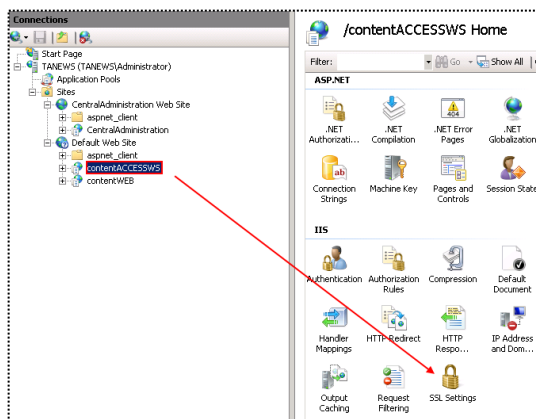 Connections
Start Page
TANEWS (TANEWS\Administrator)
Application Pools
Sites
CentralAdministration Web Site
aspnet_client
CentralAdministration
Default Web Site
aspnet_client
contentACCESSWS
contentWEB
/contentACCESSWS Home
Filter:
Go
Show All
ASP.NET
.NET Authorizati...
.NET Compilation
404
.NET Error Pages
.NET Globalization
ab
Connection Strings
Machine Key
Pages and Controls
Session State
IIS
Authentication
Authorization Rules
Compression
Default Document
Handler Mappings
HTTP Redirect
HTTP Respo...
IP Address and Dom...
Output Caching
Request Filtering
SSL Settings